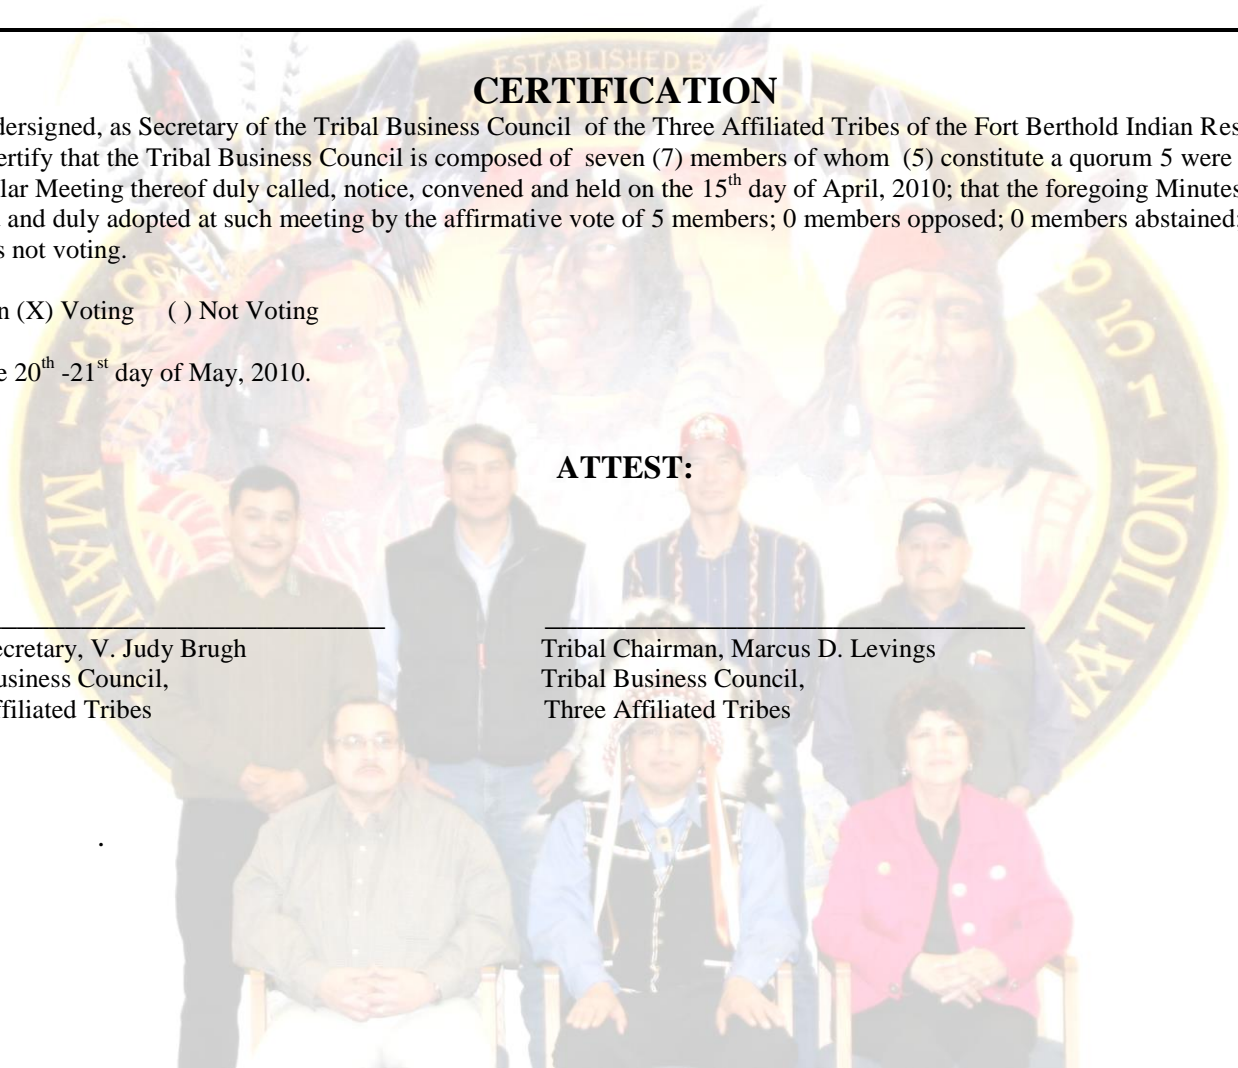 ESTABLISHED BY
CERTIFICATION
dersigned, as Secretary of the Tribal Business Council of the Three Affiliated Tribes of the Fort Berthold Indian Res
ertify that the Tribal Business Council is composed of seven (7) members of whom (5) constitute a quorum 5 were
lar Meeting thereof duly called, notice, convened and held on the 15th day of April, 2010; that the foregoing Minutes
and duly adopted at such meeting by the affirmative vote of 5 members; 0 members opposed; 0 members abstained;
s not voting.
n (X) Voting ( ) Not Voting
e 20th -21st day of May, 2010.
ATTEST:
ecretary, V. Judy Brugh
usiness Council,
ffiliated Tribes
Tribal Chairman, Marcus D. Levings
Tribal Business Council,
Three Affiliated Tribes
.
MAN
NATION